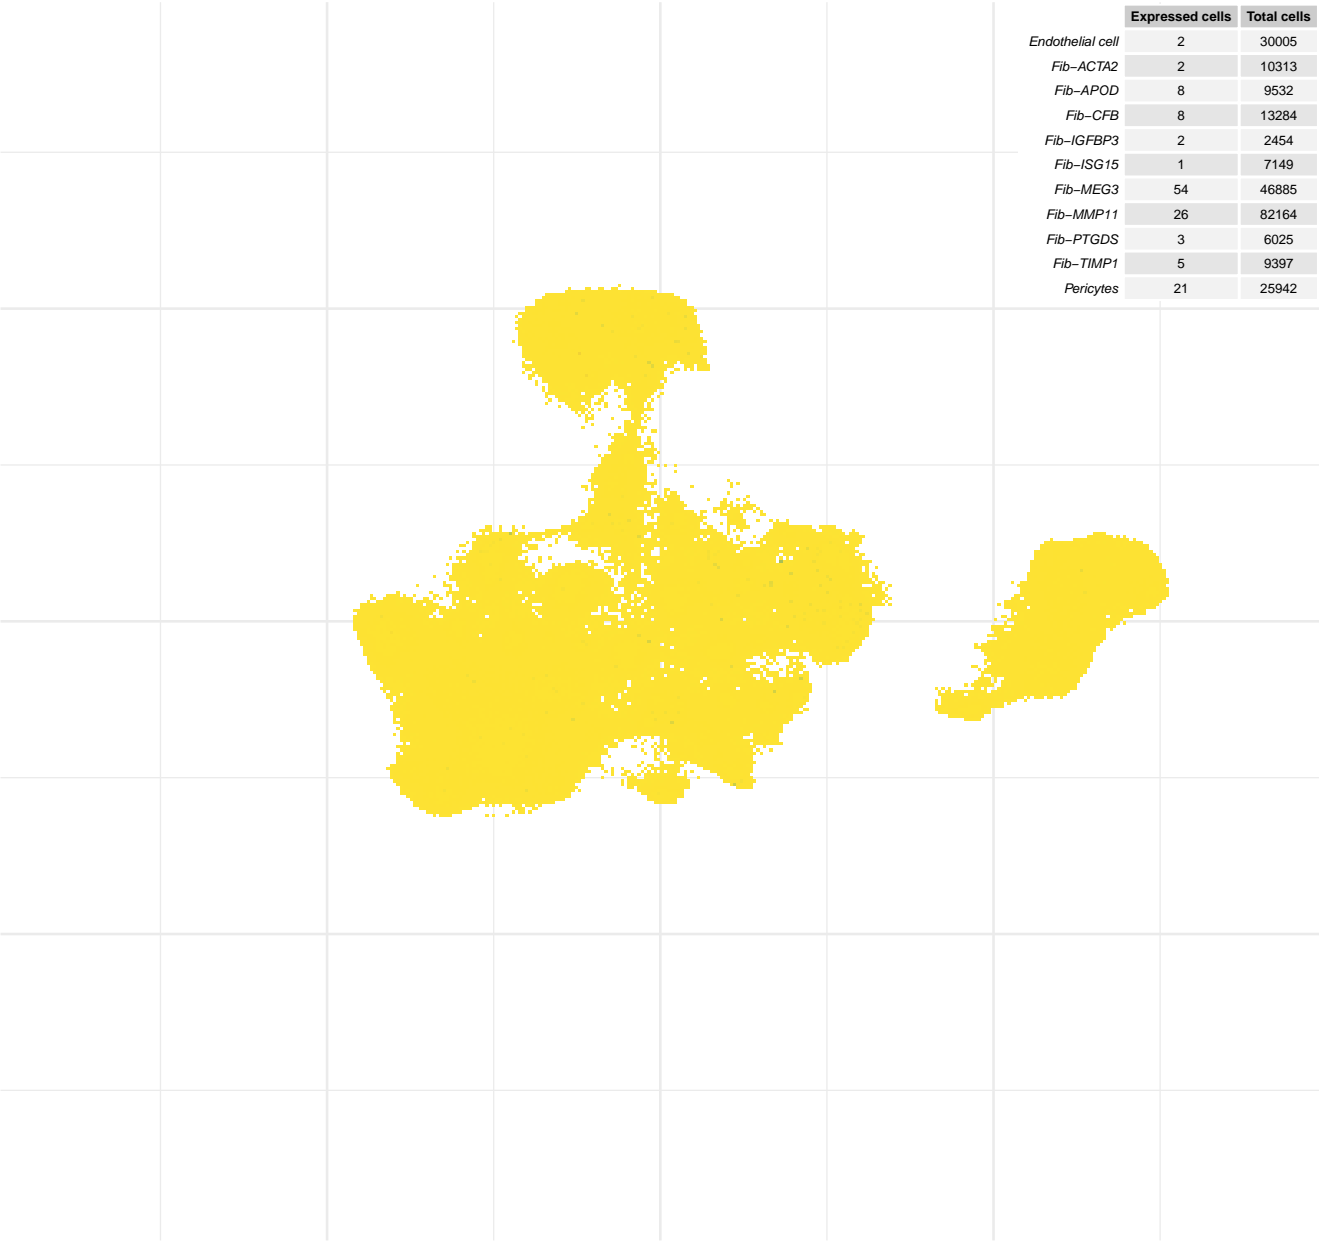 Expressed cells Total cells
Endothelial cell 2 30005
Fib−ACTA2 2 10313
Fib−APOD 8 9532
Fib−CFB 8 13284
Fib−IGFBP3 2 2454
Fib−ISG15 1 7149
Fib−MEG3 54 46885
Fib−MMP11 26 82164
Fib−PTGDS 3 6025
Fib−TIMP1 5 9397
Pericytes 21 25942